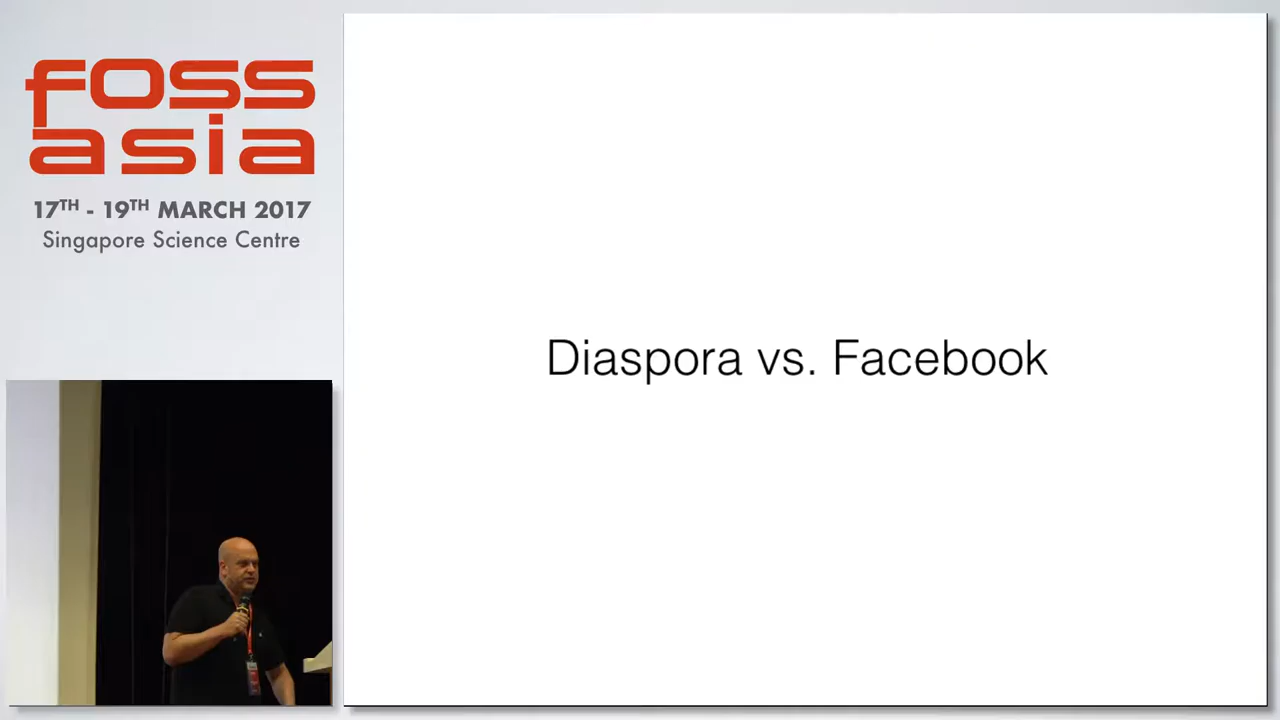 foss
asia
17TH - 19TH MARCH 2017
Singapore Science Centre
Diaspora vs. Facebook